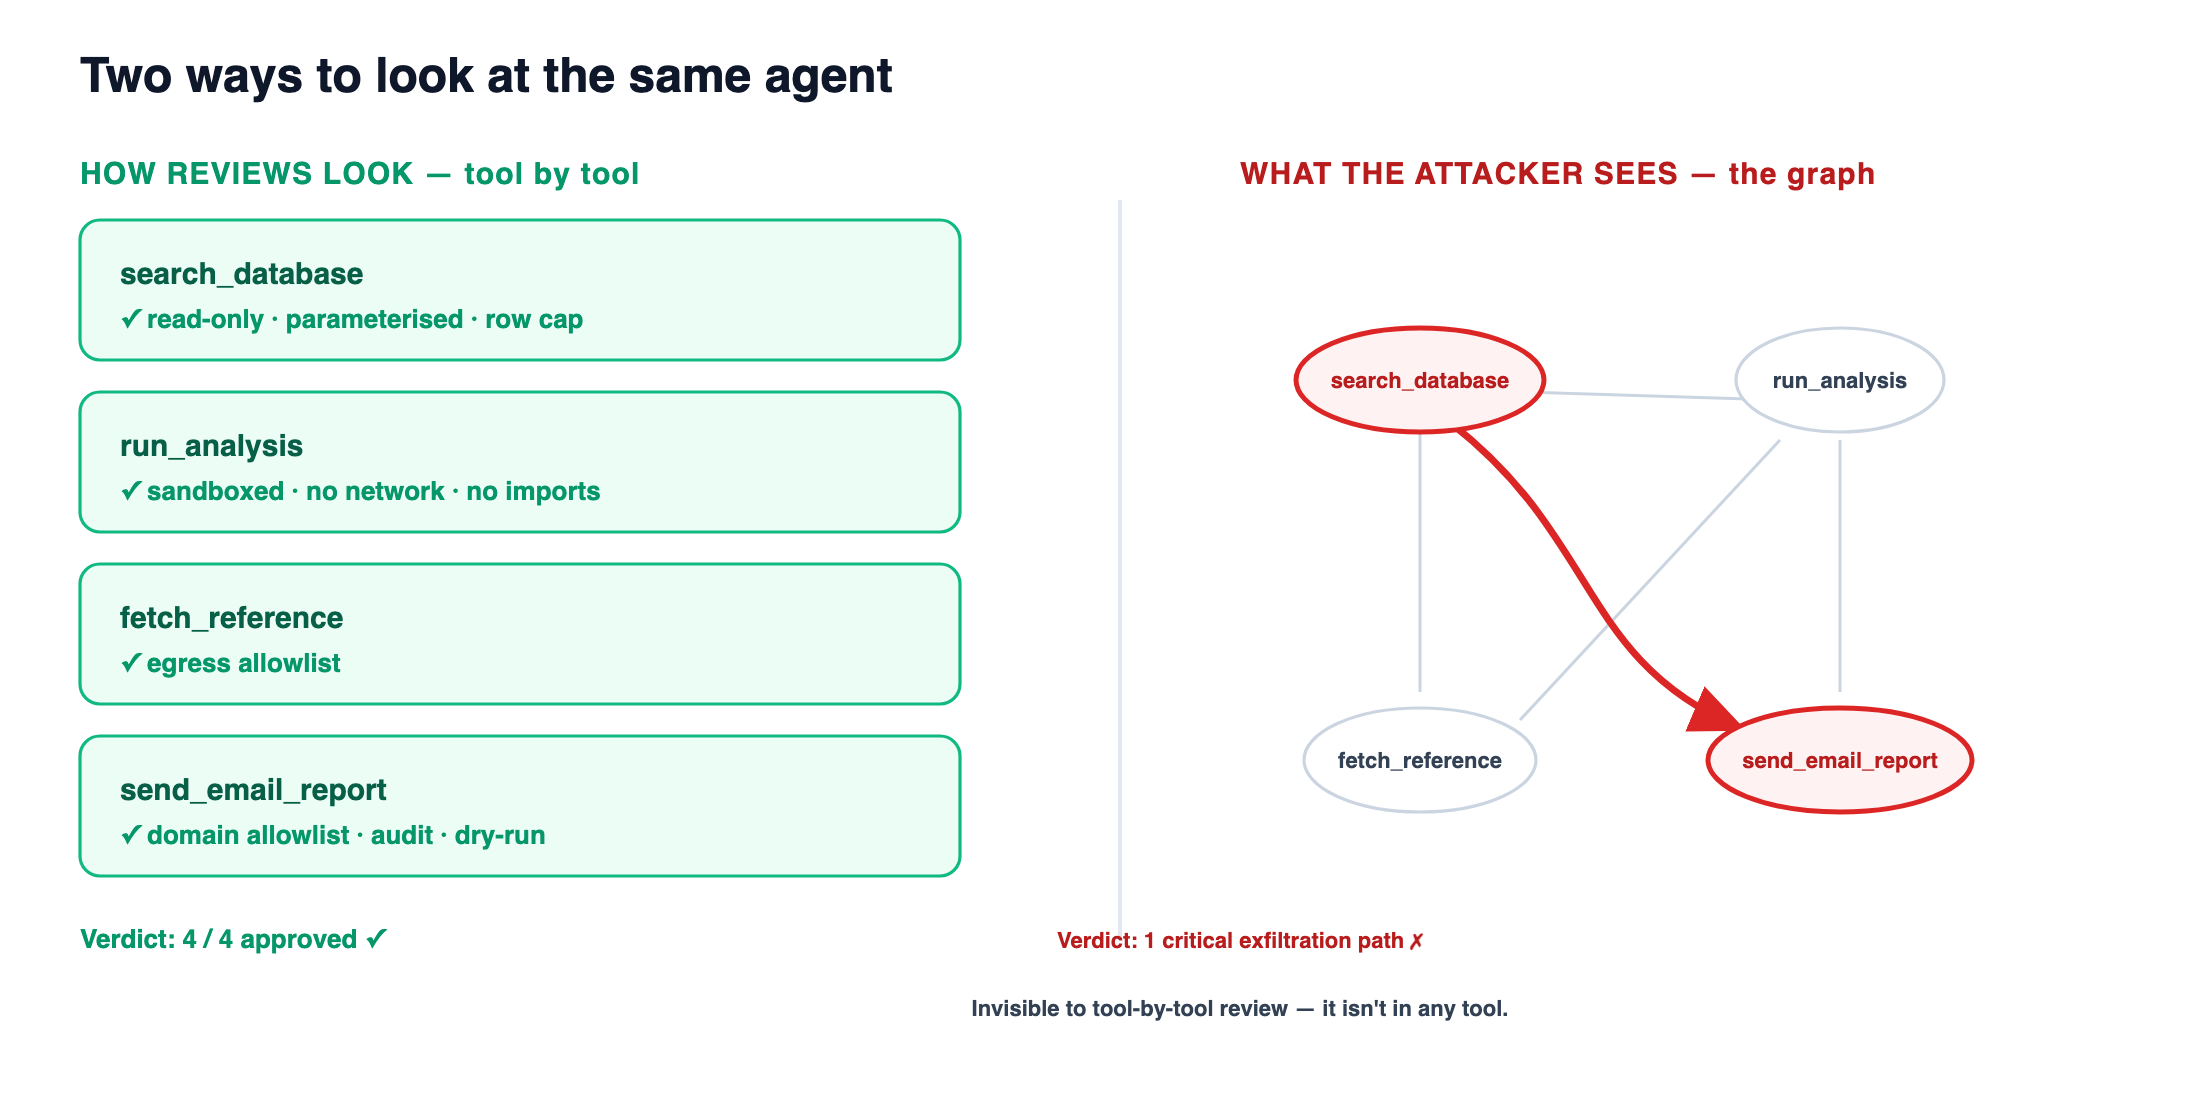 Two ways to look at the same agent
HOW REVIEWS LOOK — tool by tool
search_database
✓ read-only · parameterised · row cap
run_analysis
✓ sandboxed · no network · no imports
fetch_reference
✓ egress allowlist
send_email_report
✓ domain allowlist · audit · dry-run
Verdict: 4 / 4 approved ✓
WHAT THE ATTACKER SEES — the graph
search_database
run_analysis
fetch_reference
send_email_report
Verdict: 1 critical exfiltration path ✗
Invisible to tool-by-tool review — it isn't in any tool.